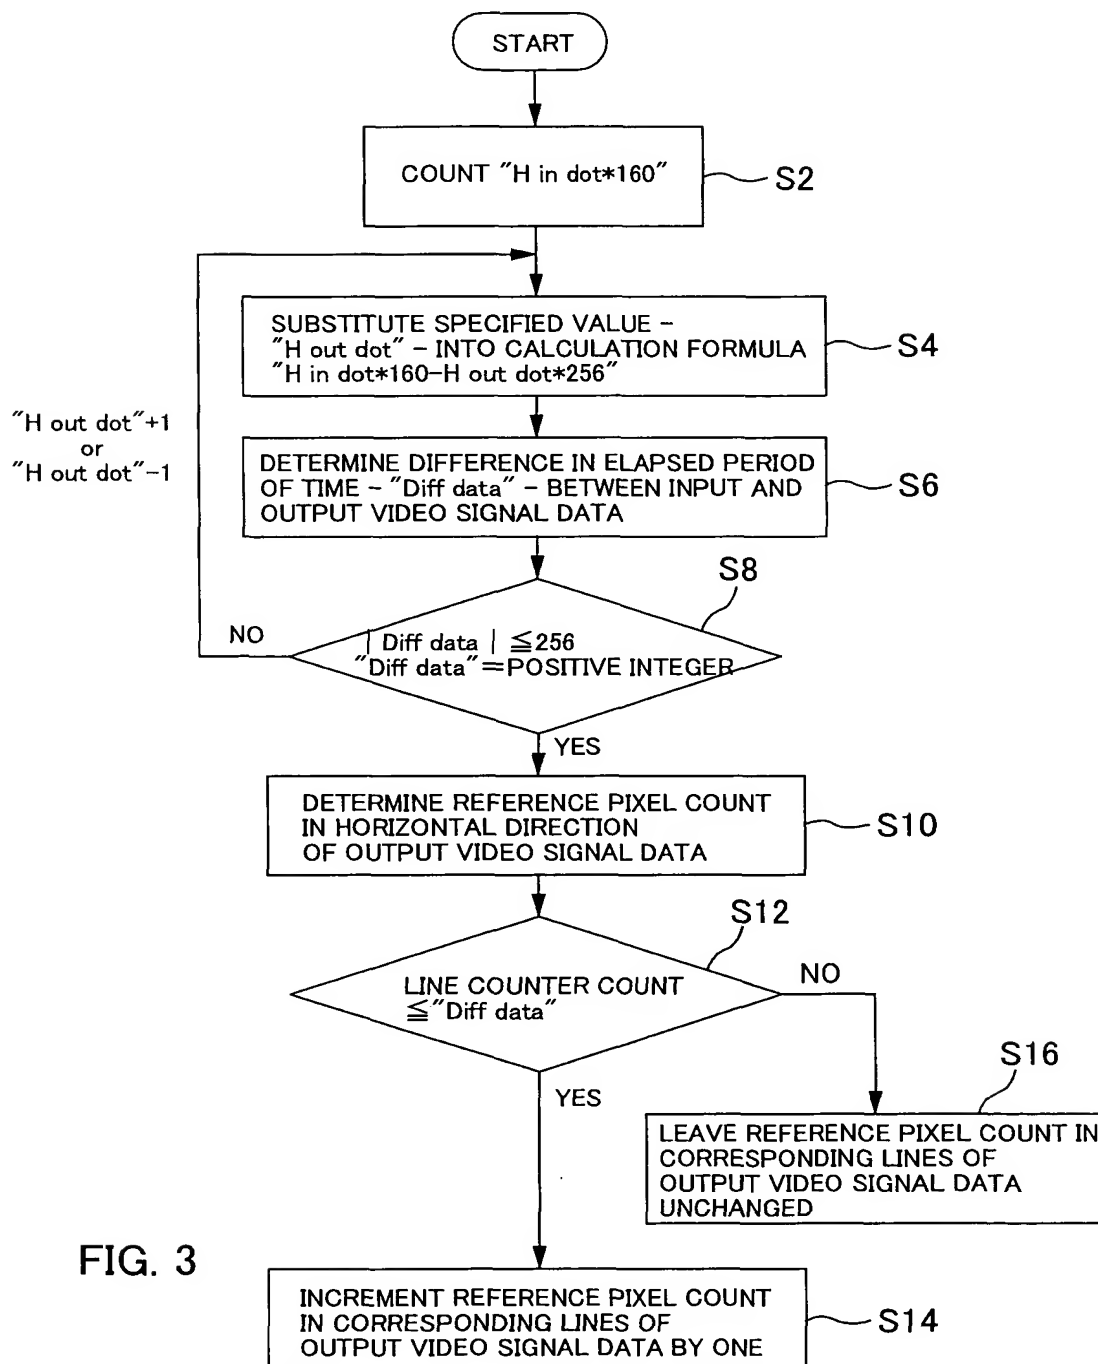 START
COUNT "H in dot*160"
S2
SUBSTITUTE SPECIFIED VALUE –
"H out dot" – INTO CALCULATION FORMULA
"H in dot*160–H out dot*256"
S4
"H out dot"+1
or
"H out dot"–1
DETERMINE DIFFERENCE IN ELAPSED PERIOD
OF TIME – "Diff data" – BETWEEN INPUT AND
OUTPUT VIDEO SIGNAL DATA
S6
S8
NO
| Diff data | ≦256
"Diff data"=POSITIVE INTEGER
YES
DETERMINE REFERENCE PIXEL COUNT
IN HORIZONTAL DIRECTION
OF OUTPUT VIDEO SIGNAL DATA
S10
S12
LINE COUNTER COUNT
≦"Diff data"
NO
YES
S16
LEAVE REFERENCE PIXEL COUNT IN
CORRESPONDING LINES OF
OUTPUT VIDEO SIGNAL DATA
UNCHANGED
FIG. 3
INCREMENT REFERENCE PIXEL COUNT
IN CORRESPONDING LINES OF
OUTPUT VIDEO SIGNAL DATA BY ONE
S14